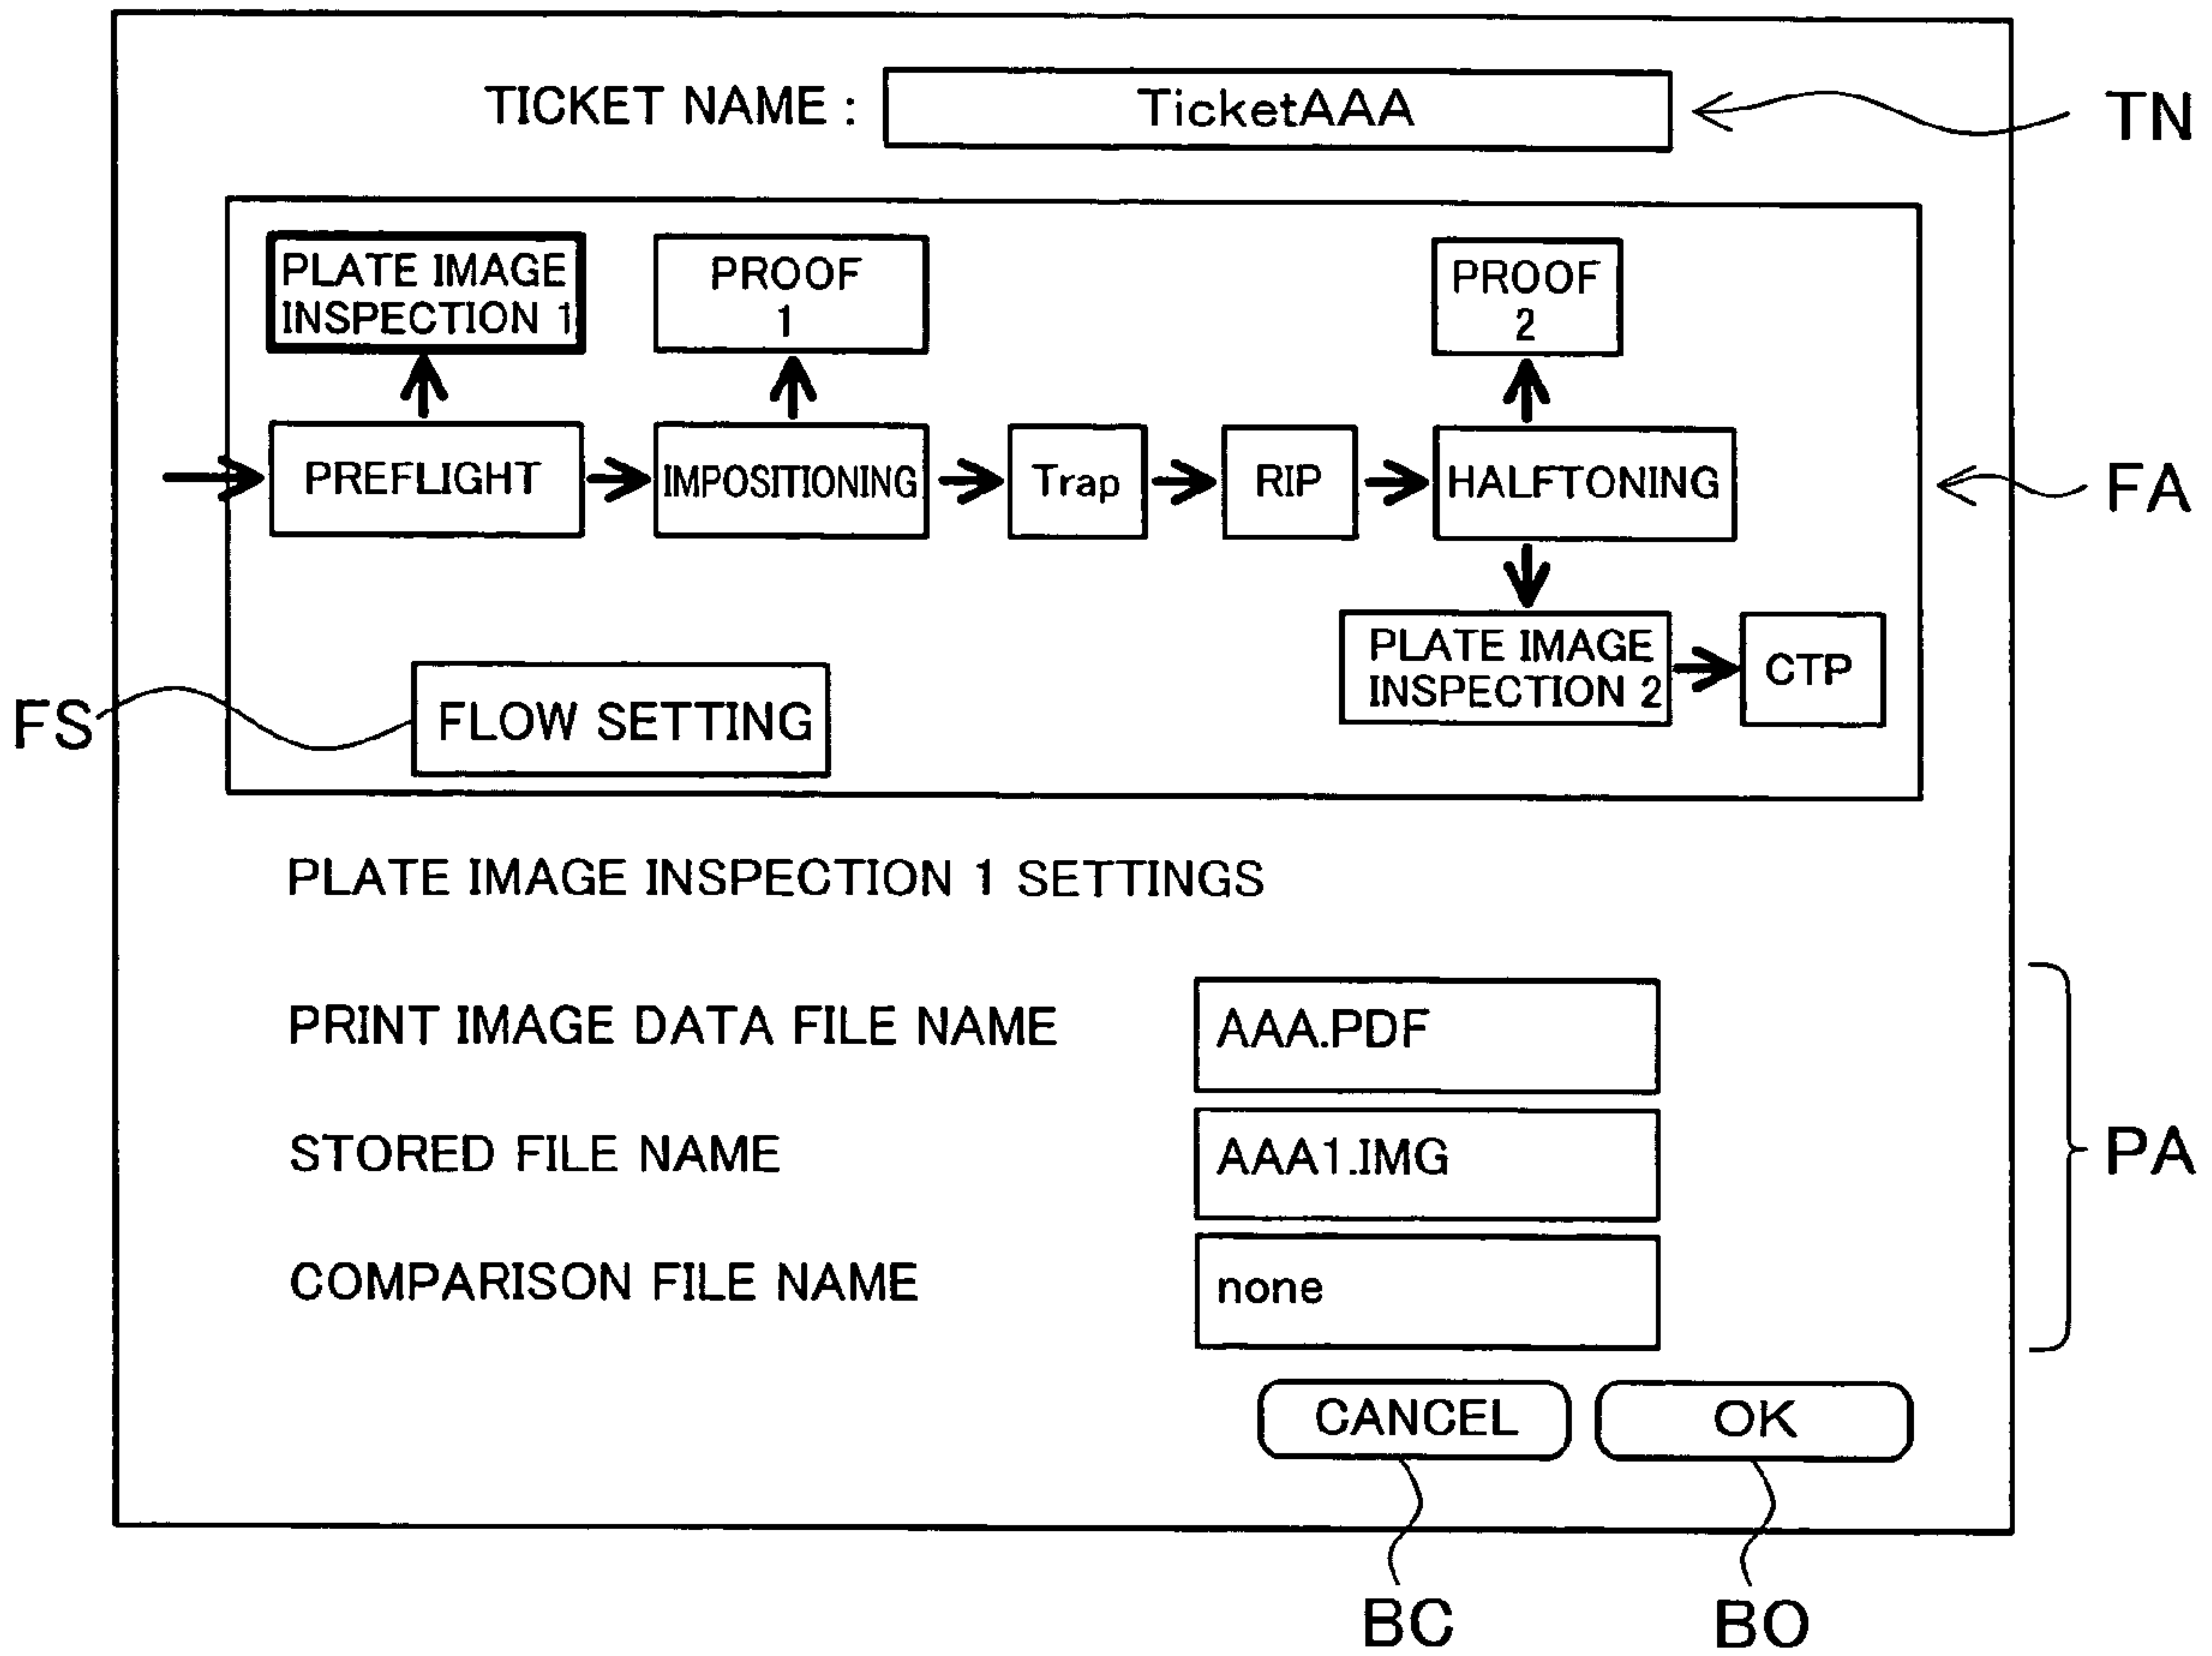 TICKET NAME : TicketAAA
TN
PLATE IMAGE
INSPECTION 1
PROOF
1
PROOF
2
PREFLIGHT
IMPOSITIONING
Trap
RIP
HALFTONING
FA
PLATE IMAGE
INSPECTION 2
CTP
FS
FLOW SETTING
PLATE IMAGE INSPECTION 1 SETTINGS
PRINT IMAGE DATA FILE NAME AAA.PDF
STORED FILE NAME AAA1.IMG
PA
COMPARISON FILE NAME none
CANCEL OK
BC BO